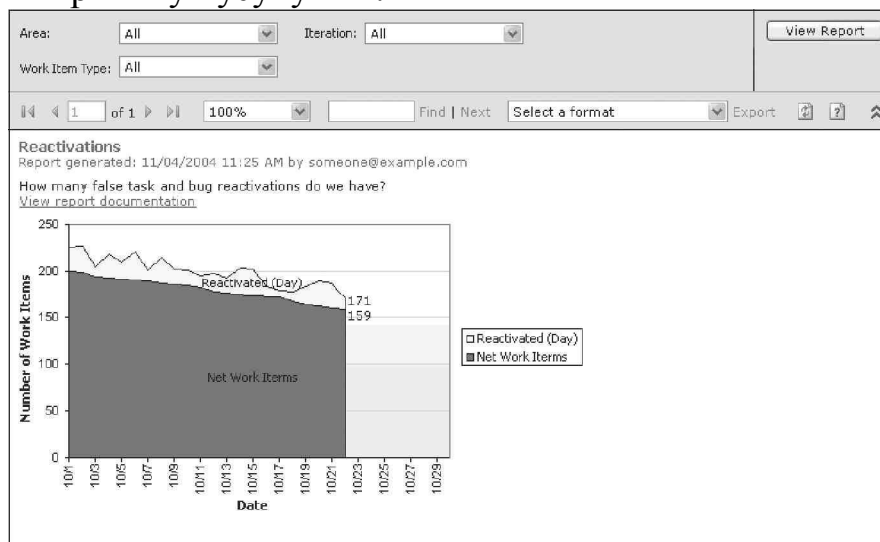 Area: All Iteration: All View Report
Work Item Type: All
1 of 1 100% Find | Next Select a format Export
Reactivations
Report generated: 11/04/2004 11:25 AM by someone@example.com
How many false task and bug reactivations do we have?
View report documentation
Number of Work Items
250
200
150
100
50
0
Reactivated (Day)
171
159
Net Work Iterms
Reactivated (Day)
Net Work Iterms
10/1 10/3 10/5 10/7 10/9 10/11 10/13 10/15 10/17 10/19 10/21 10/23 10/25 10/27 10/29
Date